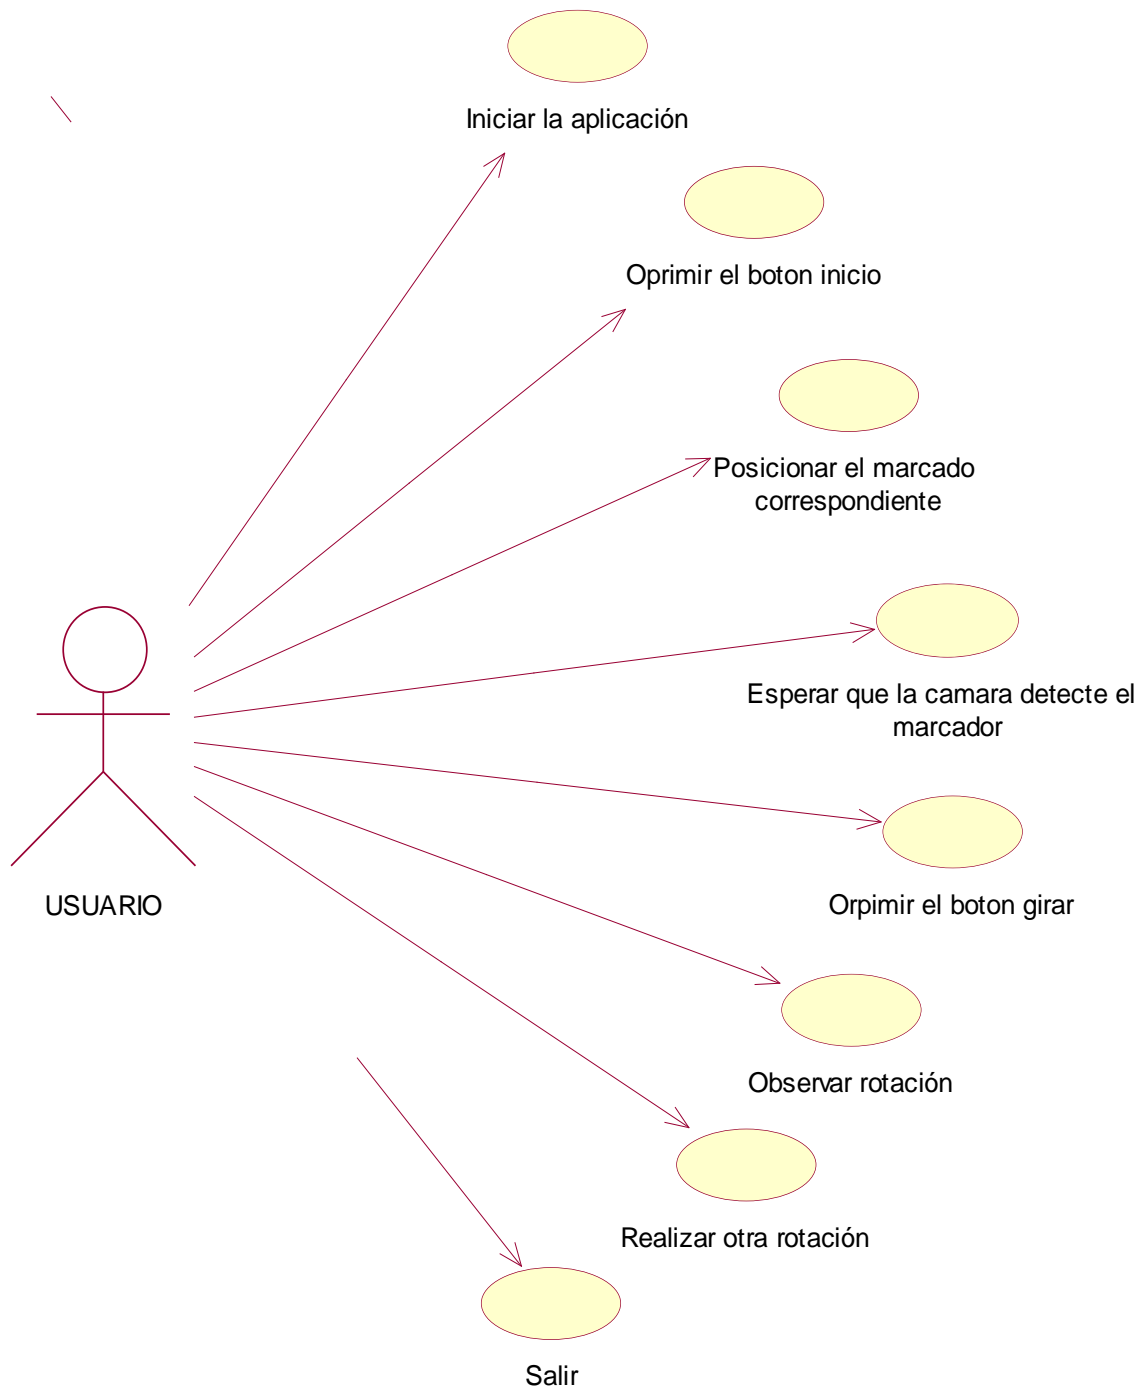 Iniciar la aplicación
Oprimir el boton inicio
Posicionar el marcado
correspondiente
Esperar que la camara detecte el
marcador
USUARIO
Orpimir el boton girar
Observar rotación
Realizar otra rotación
Salir